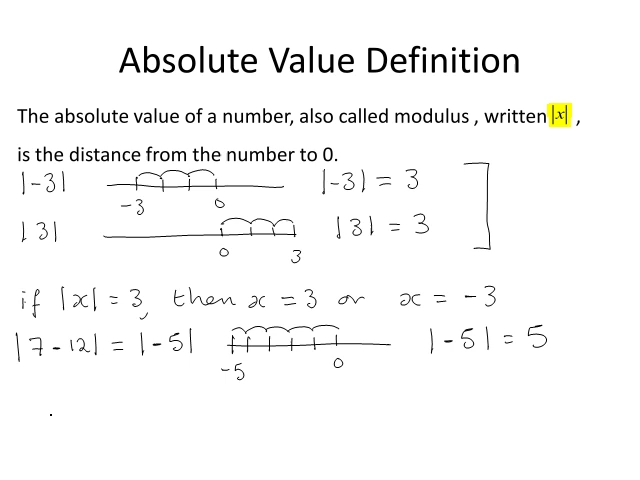 Absolute Value Definition
The absolute value of a number, also called modulus , written |x| ,
is the distance from the number to 0.
|-3| |-3| = 3
-3 0
|3| |3| = 3
0 3
if |x| = 3, then x = 3 or x = -3
|7-12| = |-5| |-5| = 5
-5 0